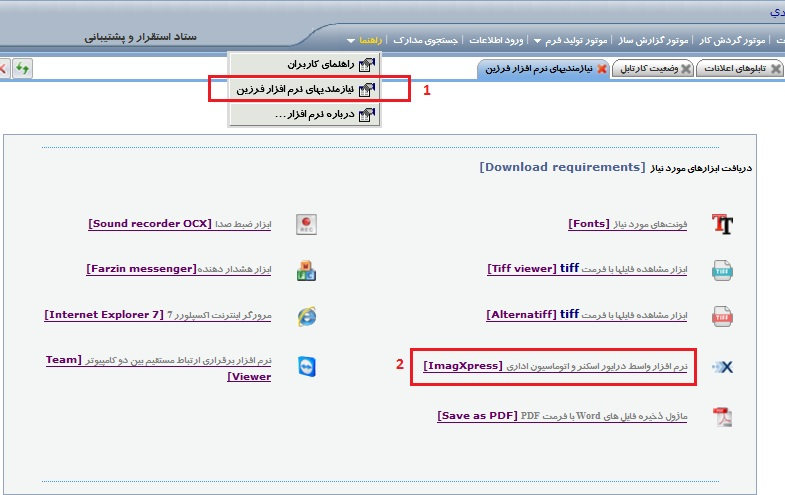 دي
ستاد استقرار و پشتیبانی
ت | موتور گردش کار | موتور گزارش ساز | موتور تولید فرم | ورود اطلاعات | جستجوی مدارک | راهنما
تابلوهای اعلانات
وضعیت کارتابل
نیازمندیهای نرم افزار فرزین
راهنمای کاربران
نیازمندیهای نرم افزار فرزین
1
درباره نرم افزار...
دریافت ابزارهای مورد نیاز [Download requirements]
فونت‌های مورد نیاز [Fonts]
ابزار ضبط صدا [Sound recorder OCX]
ابزار مشاهده فایلها با فرمت tiff [Tiff viewer]
ابزار هشدار دهنده [Farzin messenger]
ابزار مشاهده فایلها با فرمت tiff [Alternatiff]
مرورگر اینترنت اکسپلورر 7 [Internet Explorer 7]
نرم افزار واسط درایور اسکنر و اتوماسیون اداری [ImagXpress]
2
نرم افزار برقراری ارتباط مستقیم بین دو کامپیوتر [Team
Viewer]
ماژول ذخیره فایل های Word با فرمت PDF [Save as PDF]
REC
TIFF
TIFF